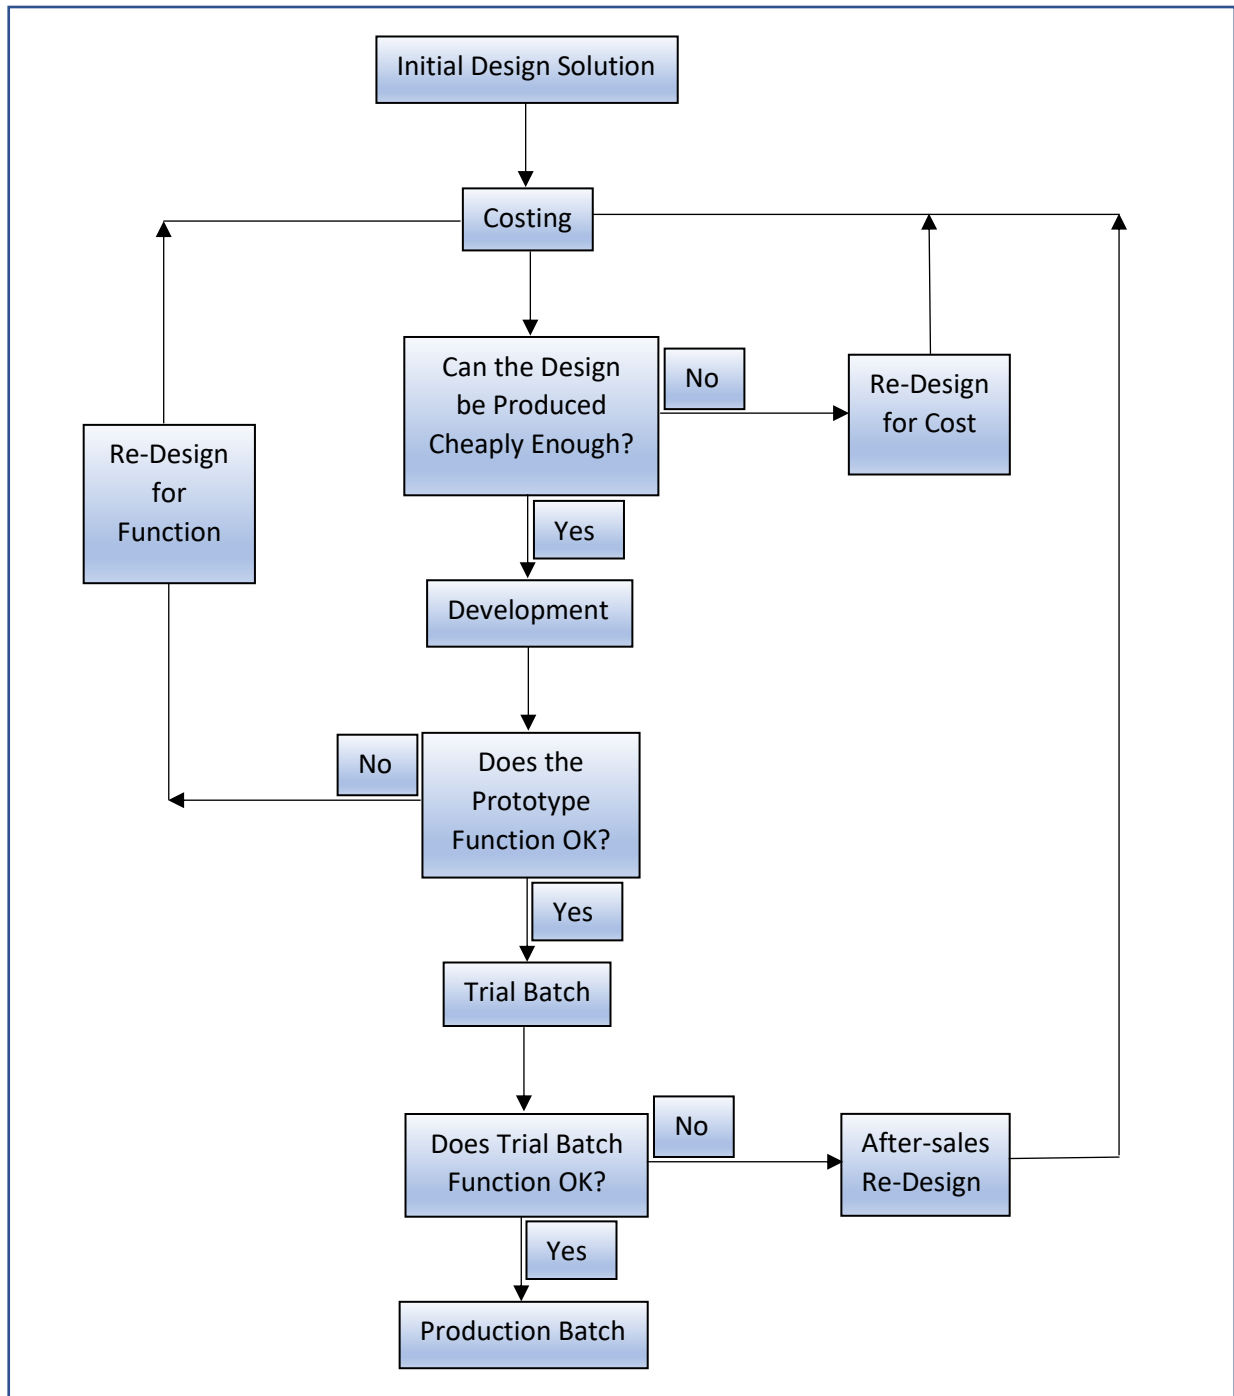 Initial Design Solution
Costing
Can the Design
be Produced
Cheaply Enough?
No
Re-Design
for Cost
Re-Design
for
Function
Yes
Development
No
Does the
Prototype
Function OK?
Yes
Trial Batch
Does Trial Batch
Function OK?
No
After-sales
Re-Design
Yes
Production Batch